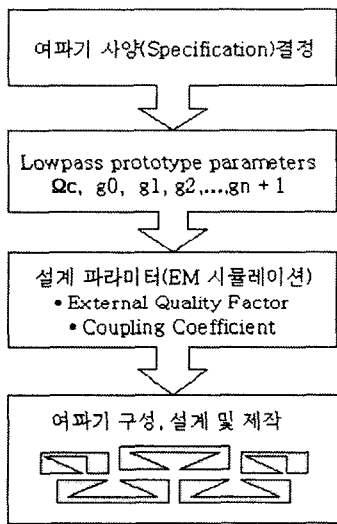 여파기 사양(Specification)결정
Lowpass prototype parameters
Ωc, g0, g1, g2,...,gn + 1
설계 파라미터(EM 시뮬레이션)
• External Quality Factor
• Coupling Coefficient
여파기 구성, 설계 및 제작